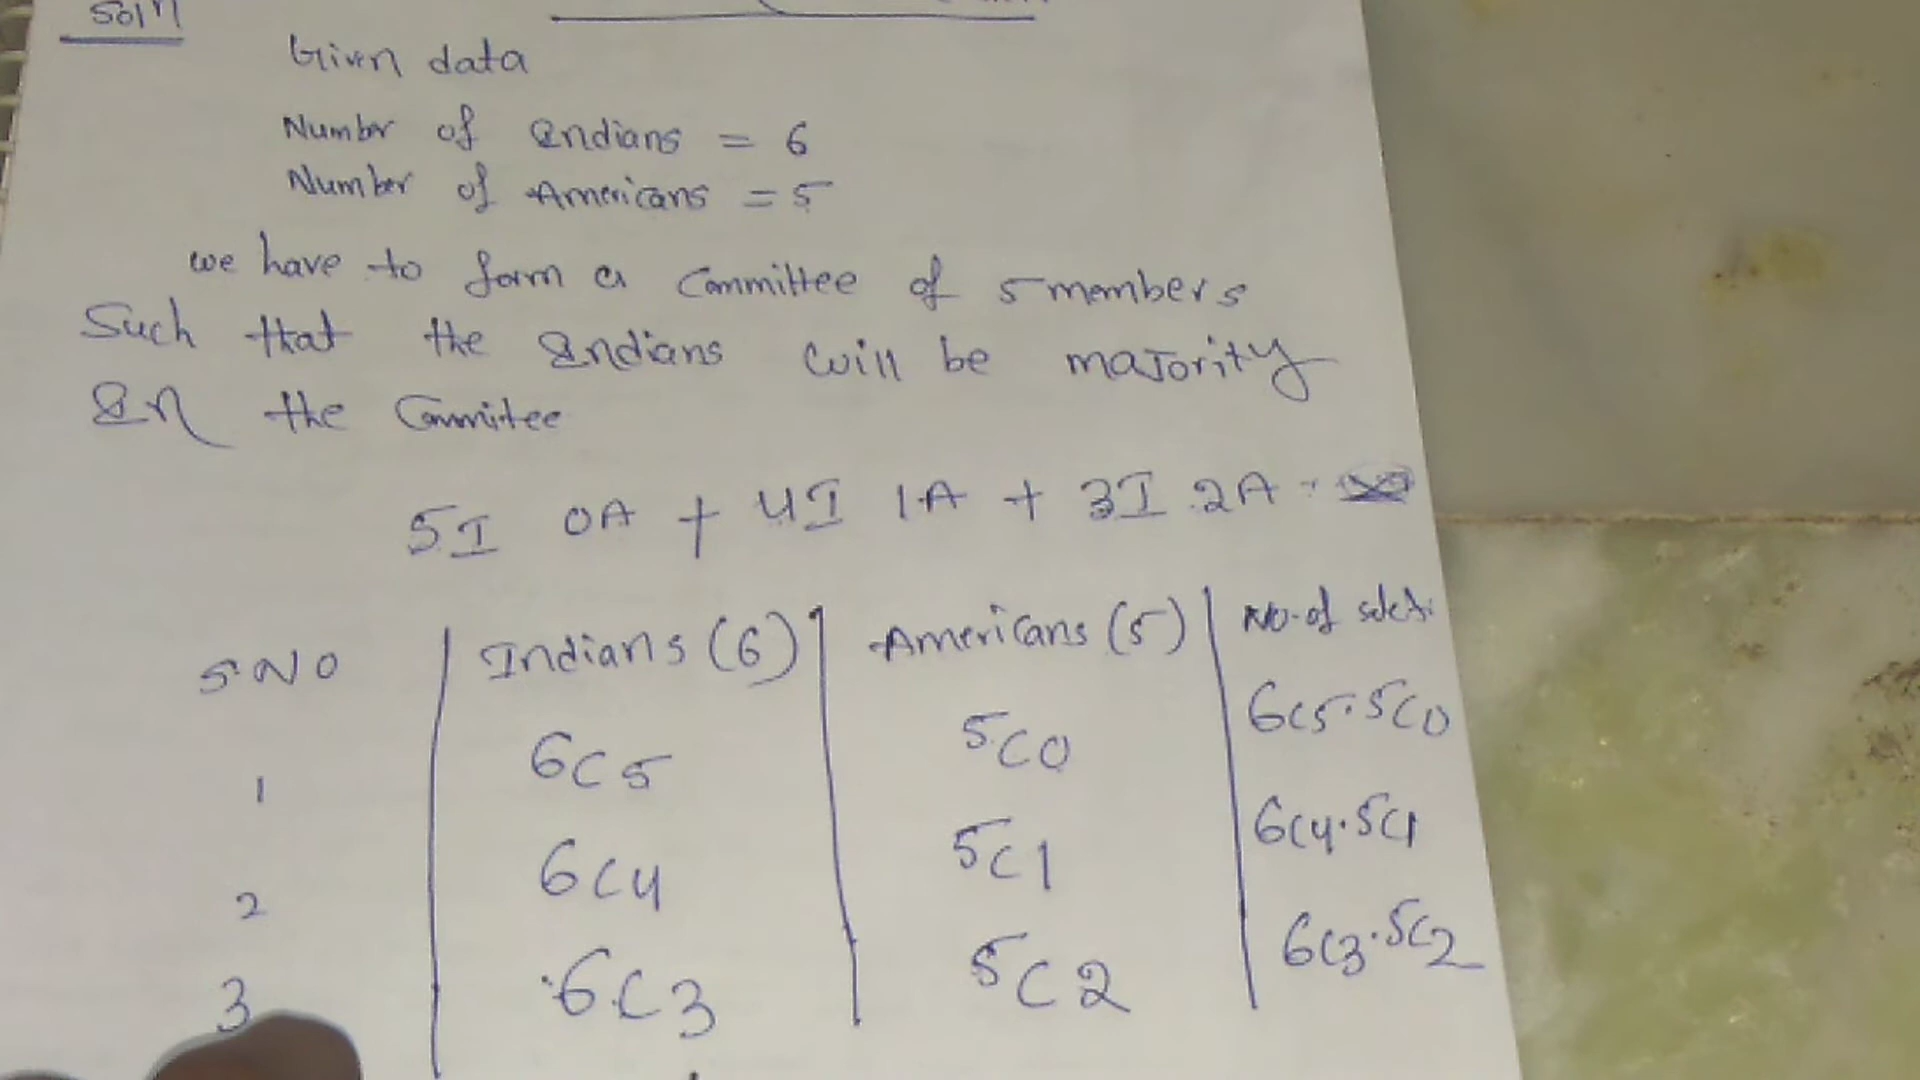 Soln
Given data
Number of Indians = 6
Number of Americans = 5
we have to form a Committee of 5 members
Such that the Indians will be majority
In the Commitee
5I 0A + 4I 1A + 3I 2A
S.NO Indians (6) Americans (5) No. of
1 6C5 5C0 6C5.5C0
2 6C4 5C1 6C4.5C1
3 6C3 5C2 6C3.5C2